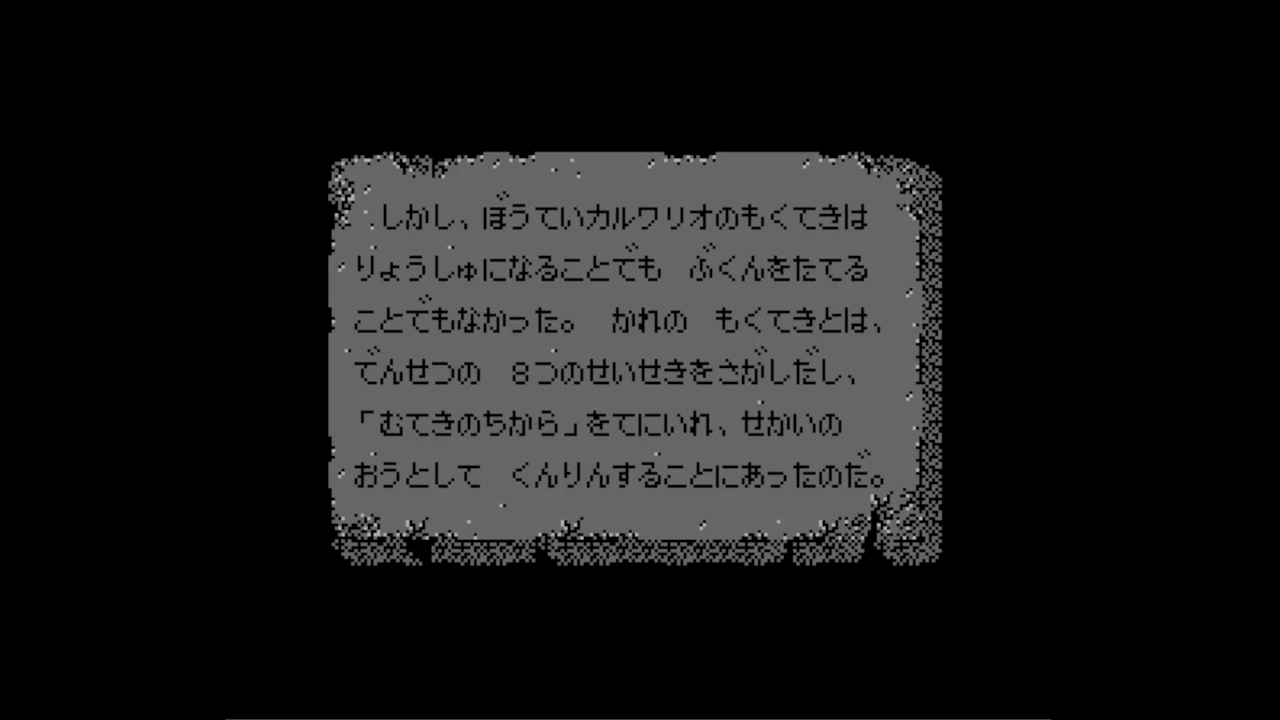 しかし、ぼうていカルワリオのもくてきは
りょうしゅになることでも　ぶくんをたてる
ことでもなかった。　かれの　もくてきとは、
でんせつの　8つのせいせきをさがしだし、
「むてきのちから」をてにいれ、せかいの
おうとして　くんりんすることにあったのだ。